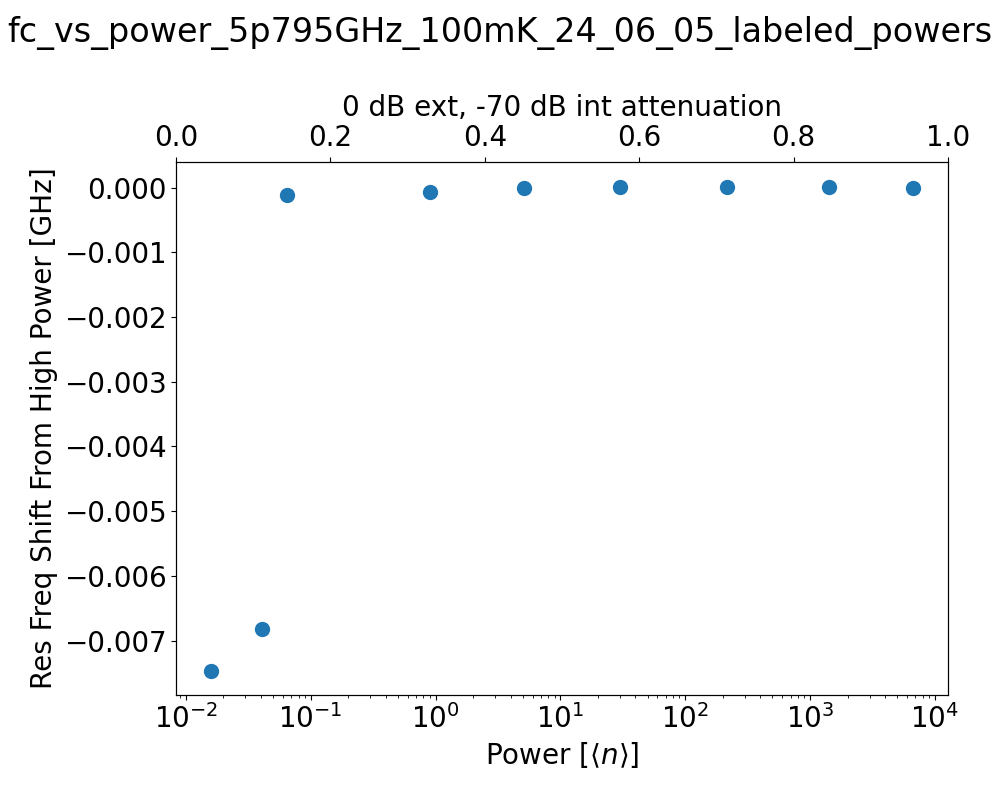 fc_vs_power_5p795GHz_100mK_24_06_05_labeled_powers
0 dB ext, -70 dB int attenuation
0.0 0.2 0.4 0.6 0.8 1.0
Res Freq Shift From High Power [GHz]
0.000
−0.001
−0.002
−0.003
−0.004
−0.005
−0.006
−0.007
10⁻² 10⁻¹ 10⁰ 10¹ 10² 10³ 10⁴
Power [⟨n⟩]